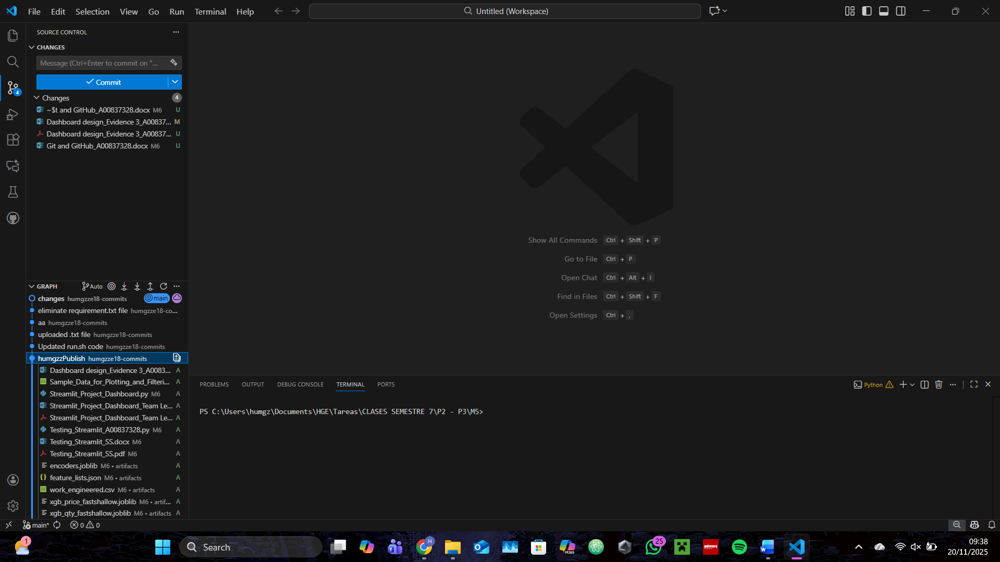 File Edit Selection View Go Run Terminal Help
Untitled (Workspace)
SOURCE CONTROL
CHANGES
Message (Ctrl+Enter to commit on "...
Commit
Changes 4
~$t and GitHub_A00837328.docx M6 U
Dashboard design_Evidence 3_A00837... M
Dashboard design_Evidence 3_A00837... U
Git and GitHub_A00837328.docx M6 U
4
Show All Commands Ctrl + Shift + P
Go to File Ctrl + P
Open Chat Ctrl + Alt + I
Find in Files Ctrl + Shift + F
Open Settings Ctrl + ,
GRAPH Auto
changes humgzze18-commits main
eliminate requirement.txt file humgzze18-co...
aa humgzze18-commits
uploaded .txt file humgzze18-commits
Updated run.sh code humgzze18-commits
humgzzPublish humgzze18-commits
Dashboard design_Evidence 3_A0083... A
Sample_Data_for_Plotting_and_Filteri... A
Streamlit_Project_Dashboard.py M6 A
Streamlit_Project_Dashboard_Team Le... A
Streamlit_Project_Dashboard_Team Le... A
Testing_Streamlit_A00837328.py M6 A
Testing_Streamlit_SS.docx M6 A
Testing_Streamlit_SS.pdf M6 A
encoders.joblib M6 • artifacts A
feature_lists.json M6 • artifacts A
work_engineered.csv M6 • artifacts A
xgb_price_fastshallow.joblib M6 • artif... A
xgb_qty_fastshallow.joblib M6 • artifacts A
PROBLEMS OUTPUT DEBUG CONSOLE TERMINAL PORTS
Python
PS C:\Users\humgz\Documents\HGE\Tareas\CLASES SEMESTRE 7\P2 - P3\M5>
main* 0 0
1
Search
H
M365
25
W
09:38
20/11/2025